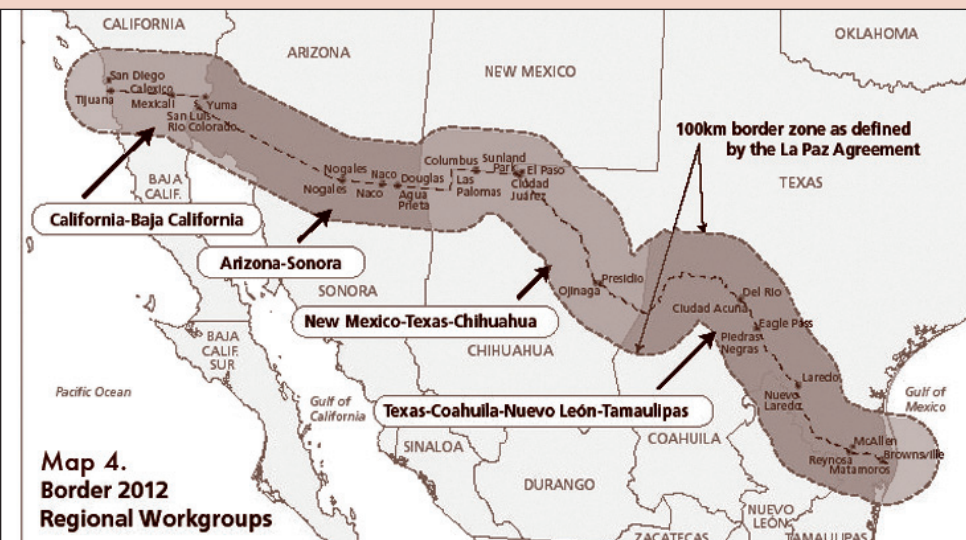 CALIFORNIA
ARIZONA
NEW MEXICO
OKLAHOMA
San Diego
Tijuana
Calexico
Mexicali
Yuma
San Luis
Rio Colorado
100km border zone as defined
by the La Paz Agreement
TEXAS
Nogales
Nogales
Naco
Naco
Douglas
Agua
Prieta
Columbus
Las
Palomas
Sunland
Park
El Paso
Ciudad
Juárez
BAJA
CALIF.
California-Baja California
Arizona-Sonora
SONORA
Ojinaga
Presidio
New Mexico-Texas-Chihuahua
CHIHUAHUA
Ciudad Acuña
Del Rio
Eagle Pass
Piedras
Negras
BAJA
CALIF.
SUR
Pacific Ocean
Gulf of
California
Laredo
Nuevo
Laredo
Gulf of
Mexico
Texas-Coahuila-Nuevo León-Tamaulipas
SINALOA
COAHUILA
McAllen
Reynosa
Brownsville
Matamoros
DURANGO
Map 4.
Border 2012
Regional Workgroups
NUEVO
LEÓN
ZACATECAS
TAMAULIPAS